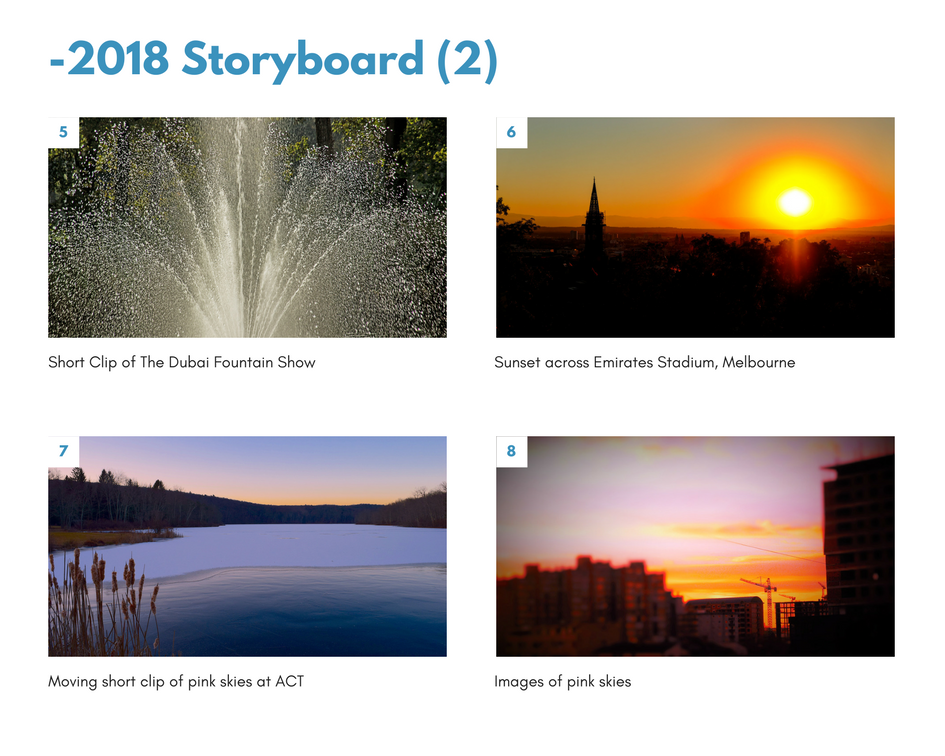 -2018 Storyboard (2)
5
6
Short Clip of The Dubai Fountain Show
Sunset across Emirates Stadium, Melbourne
7
8
Moving short clip of pink skies at ACT
Images of pink skies